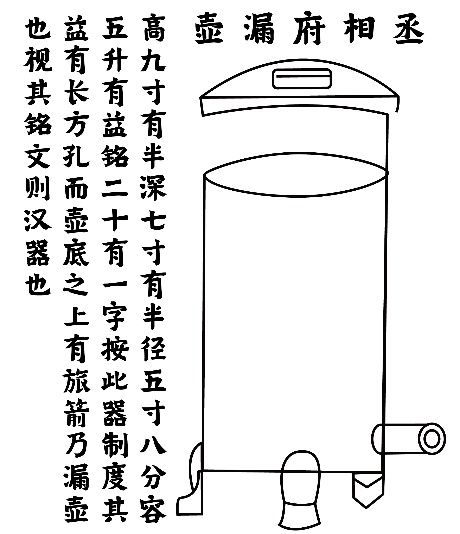 丞相府漏壶
高九寸有半深七寸有半径五寸八分容
五升有益铭二十有一字按此器制度其
益有长方孔而壶底之上有旅箭乃漏壶
也视其铭文则汉器也